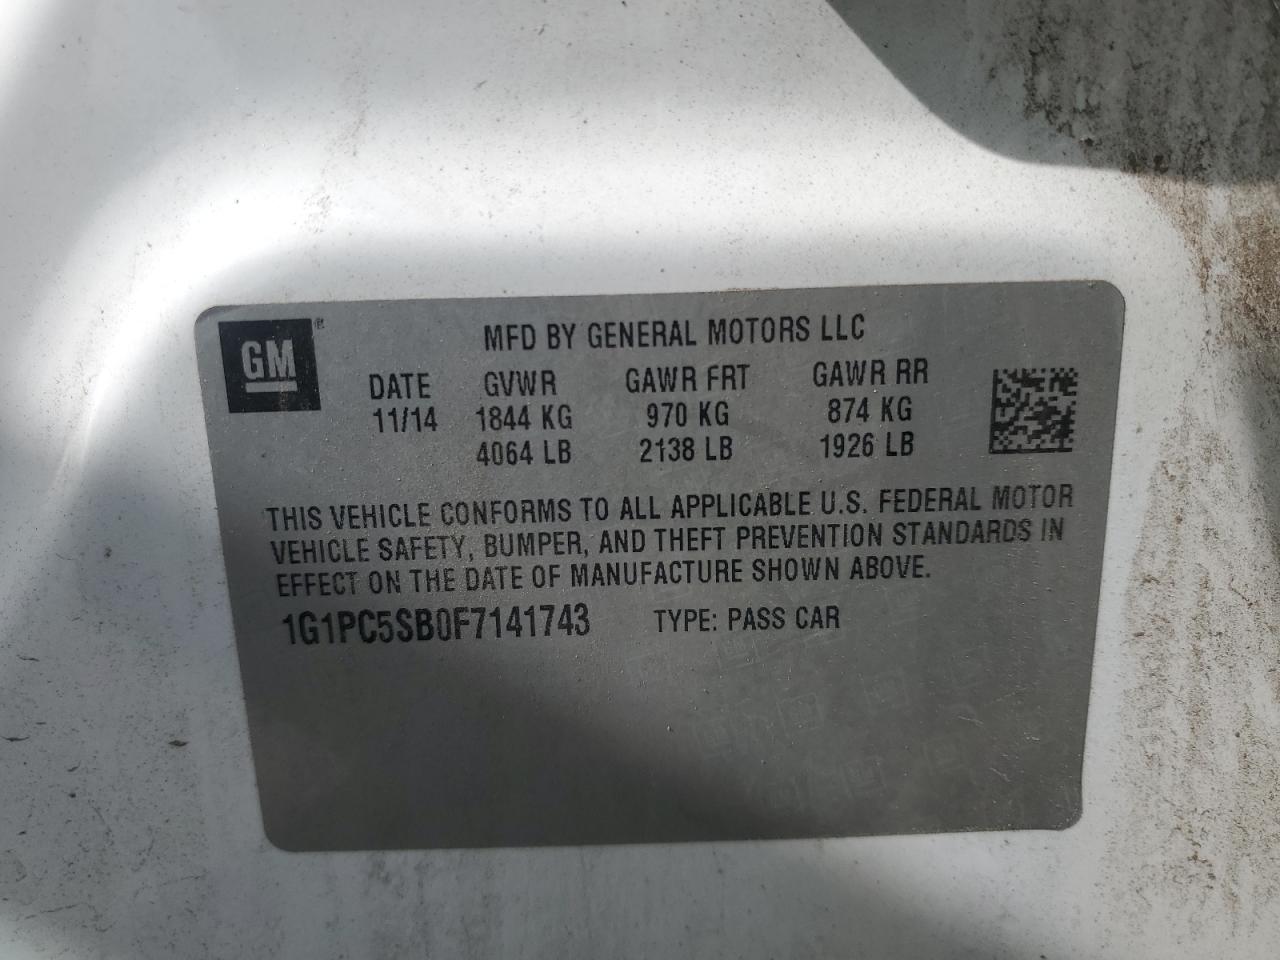 GM®
MFD BY GENERAL MOTORS LLC
DATE GVWR GAWR FRT GAWR RR
11/14 1844 KG 970 KG 874 KG
4064 LB 2138 LB 1926 LB
THIS VEHICLE CONFORMS TO ALL APPLICABLE U.S. FEDERAL MOTOR
VEHICLE SAFETY, BUMPER, AND THEFT PREVENTION STANDARDS IN
EFFECT ON THE DATE OF MANUFACTURE SHOWN ABOVE.
1G1PC5SB0F7141743 TYPE: PASS CAR